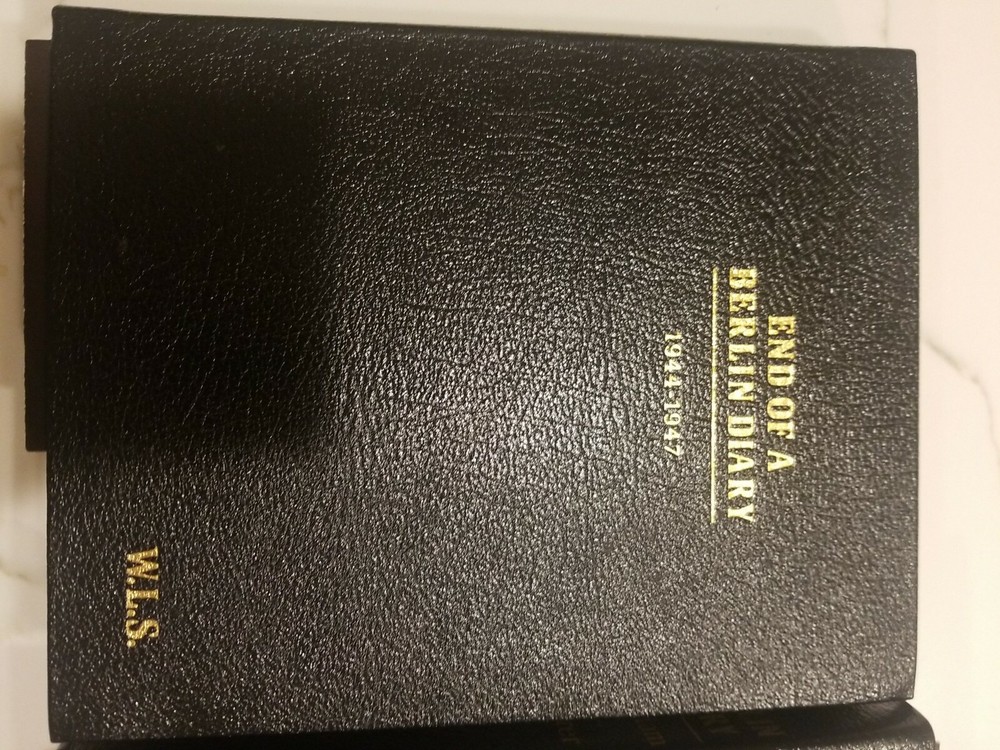 END OF A
BERLIN DIARY
1944-1947
W.L.S.